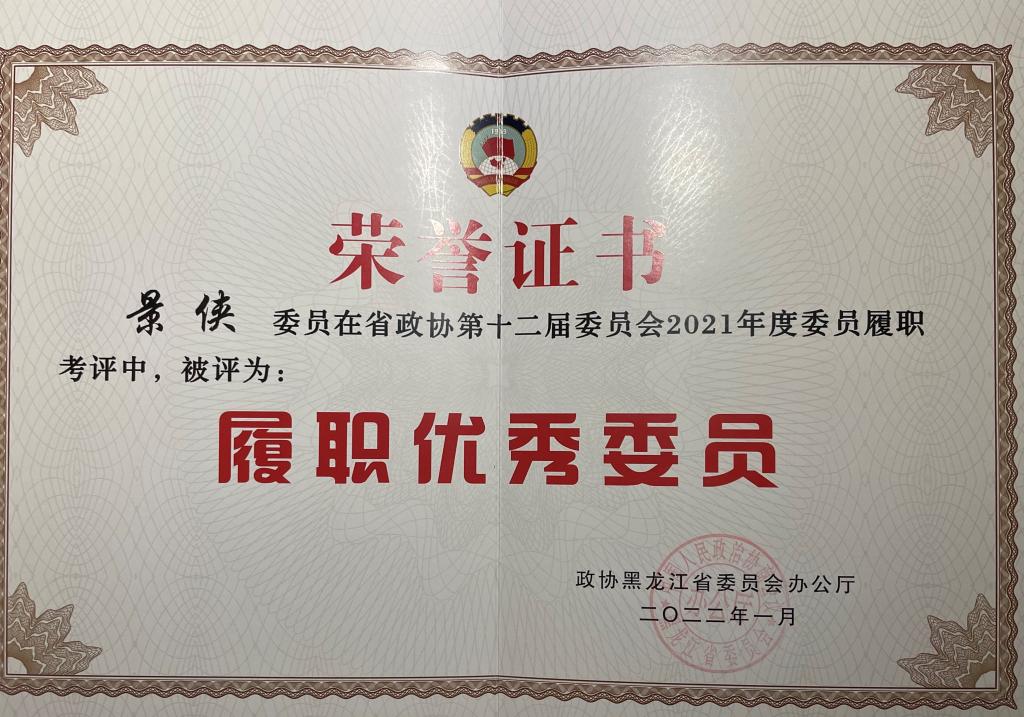 1949
荣誉证书
景侠 委员在省政协第十二届委员会2021年度委员履职
考评中，被评为：
履职优秀委员
政协黑龙江省委员会办公厅
二〇二二年一月